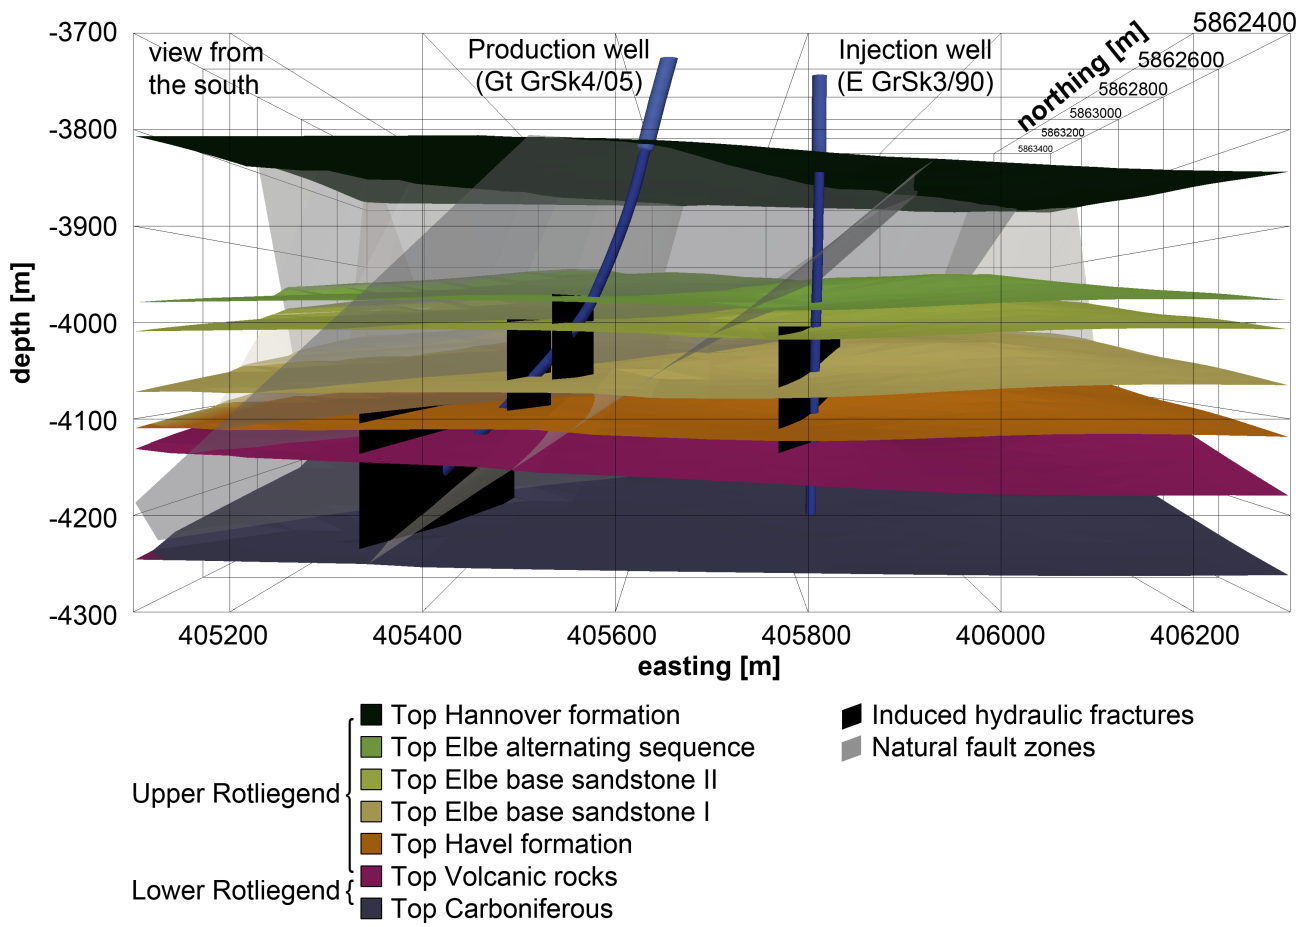 -3700
-3800
-3900
-4000
-4100
-4200
-4300
depth [m]
view from
the south
Production well
(Gt GrSk4/05)
Injection well
(E GrSk3/90)
northing [m]
5862400
5862600
5862800
5863000
5863200
5863400
405200
405400
405600
405800
406000
406200
easting [m]
Upper Rotliegend
Lower Rotliegend
Top Hannover formation
Top Elbe alternating sequence
Top Elbe base sandstone II
Top Elbe base sandstone I
Top Havel formation
Top Volcanic rocks
Top Carboniferous
Induced hydraulic fractures
Natural fault zones